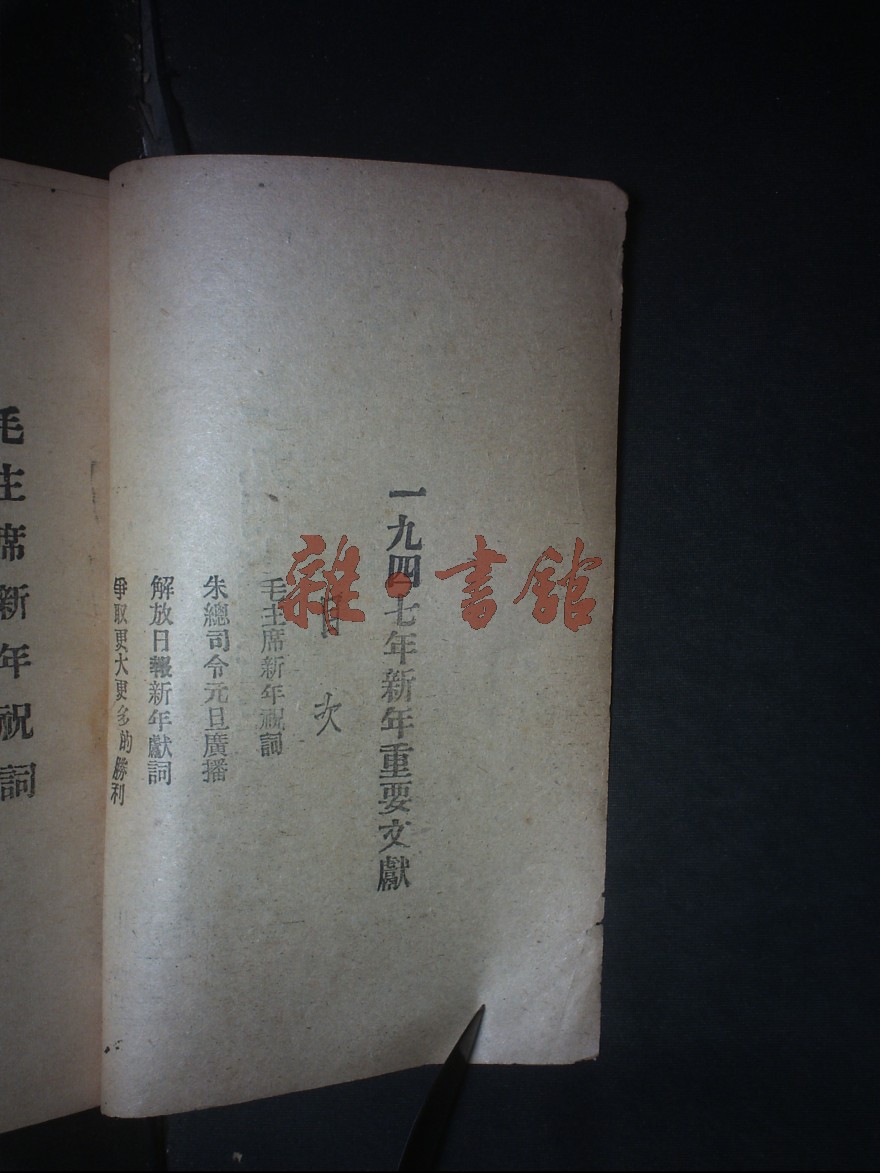 一九四七年新年重要文獻
目次
毛主席新年祝詞
朱總司令元旦廣播
解放日報新年獻詞
爭取更大更多的勝利
毛主席新年祝詞
雜·書館